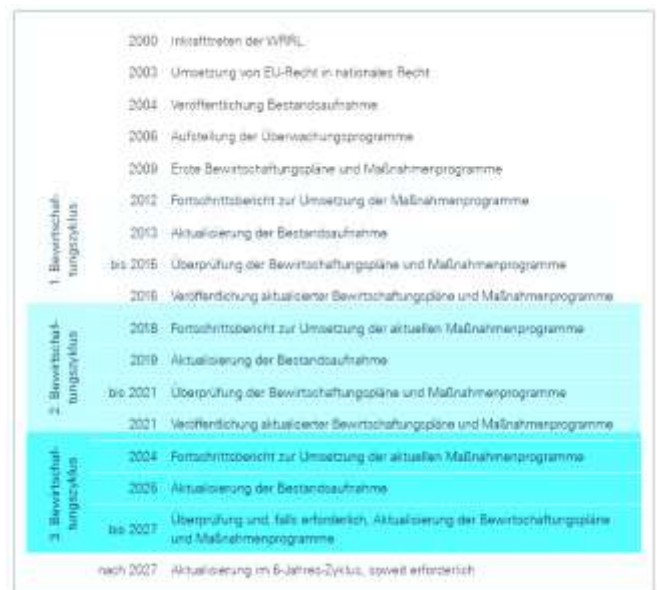 2000 Inkrafttreten der WRRL
2003 Umsetzung von EU-Recht in nationales Recht
2004 Veröffentlichung Bestandsaufnahme
2006 Aufstellung der Überwachungsprogramme
2009 Erste Bewirtschaftungspläne und Maßnahmenprogramme
1. Bewirtschaf-
tungszyklus
2012 Fortschrittsbericht zur Umsetzung der Maßnahmenprogramme
2013 Aktualisierung der Bestandsaufnahme
bis 2015 Überprüfung der Bewirtschaftungspläne und Maßnahmenprogramme
Veröffentlichung aktualisierter Bewirtschaftungspläne und Maßnahmenprogramme
2. Bewirtschaf-
tungszyklus
2018 Fortschrittsbericht zur Umsetzung der aktuellen Maßnahmenprogramme
2019 Aktualisierung der Bestandsaufnahme
bis 2021 Überprüfung der Bewirtschaftungspläne und Maßnahmenprogramme
2021 Veröffentlichung aktualisierter Bewirtschaftungspläne und Maßnahmenprogramme
3. Bewirtschaf-
tungszyklus
2024 Fortschrittsbericht zur Umsetzung der aktuellen Maßnahmenprogramme
Aktualisierung der Bestandsaufnahme
bis 2027 Überprüfung und, falls erforderlich, Aktualisierung der Bewirtschaftungspläne
und Maßnahmenprogramme
nach 2027 Aktualisierung im 6-Jahres-Zyklus, soweit erforderlich